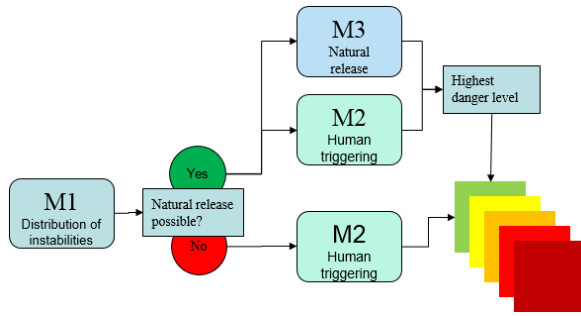 M3
Natural
release
Highest
danger level
M2
Human
triggering
Yes
M1
Distribution of
instabilities
Natural release
possible?
No
M2
Human
triggering